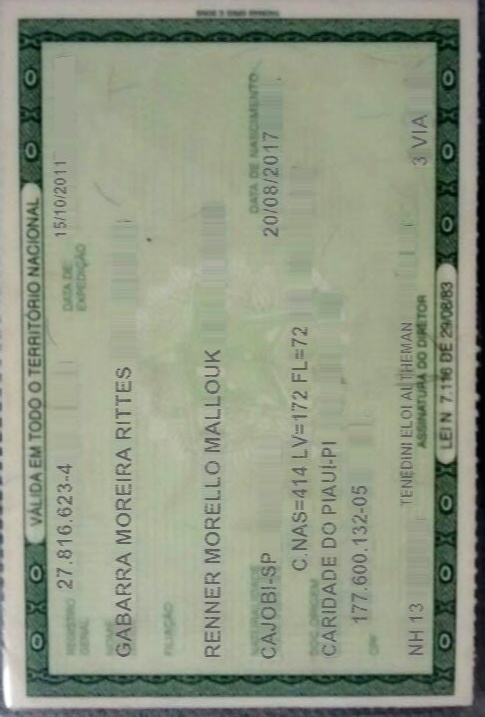 VÁLIDA EM TODO O TERRITÓRIO NACIONAL
REGISTRO GERAL 27.816.623-4 DATA DE EXPEDIÇÃO 15/10/2011
NOME
GABARRA MOREIRA RITTES
FILIAÇÃO
RENNER MORELLO MALLOUK
NATURALIDADE DATA DE NASCIMENTO
CAJOBI-SP 20/08/2017
DOC. ORIGEM C.NAS=414 LV=172 FL=72
CARIDADE DO PIAUÍ-PI
CPF 177.600.132-05
NH 13 TENEDINI ELOI ALTHEMAN 3 VIA
ASSINATURA DO DIRETOR
LEI N 7.116 DE 29/08/83